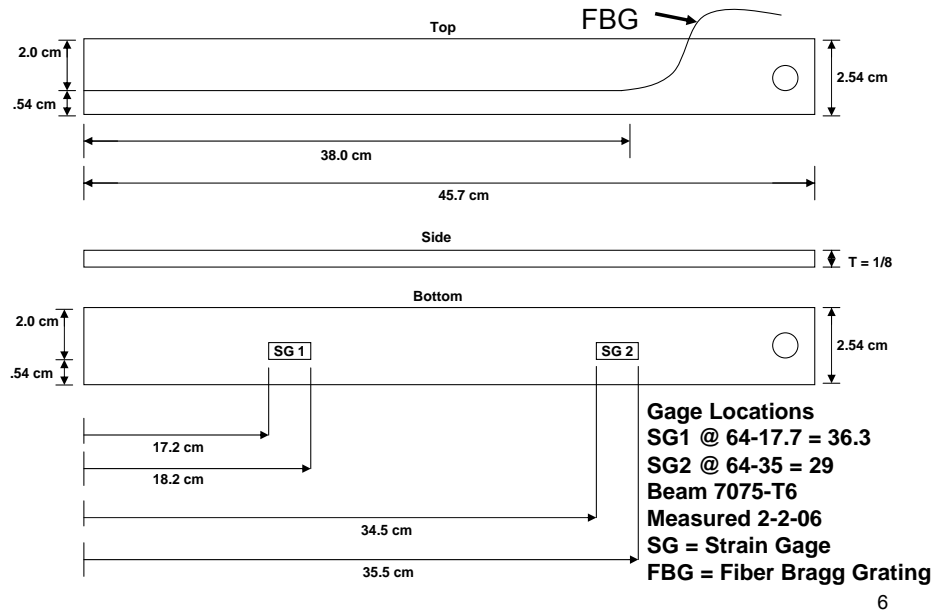 FBG
Top
2.0 cm
.54 cm
2.54 cm
38.0 cm
45.7 cm
Side
T = 1/8
Bottom
2.0 cm
.54 cm
SG 1
SG 2
2.54 cm
17.2 cm
18.2 cm
34.5 cm
35.5 cm
Gage Locations
SG1 @ 64-17.7 = 36.3
SG2 @ 64-35 = 29
Beam 7075-T6
Measured 2-2-06
SG = Strain Gage
FBG = Fiber Bragg Grating
6